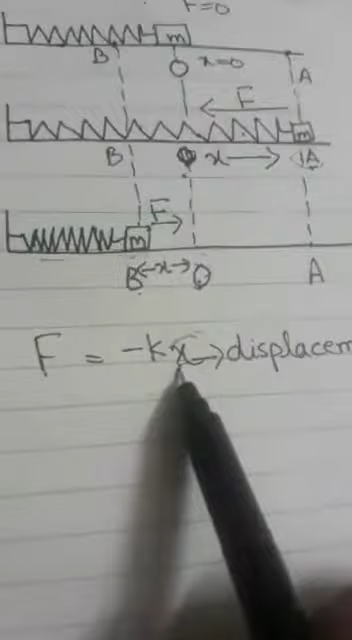 F=0
m
B
O x=0
A
F
m
B
x
A
F
m
B x O
A
F = -kx → displacem